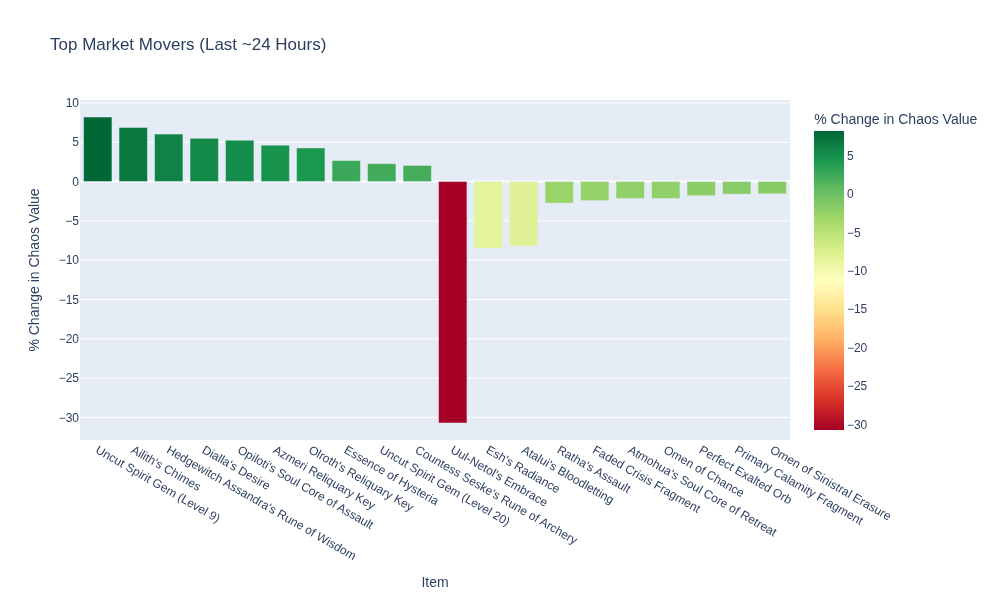 Top Market Movers (Last ~24 Hours)
% Change in Chaos Value
10
5
0
−5
−10
−15
−20
−25
−30
% Change in Chaos Value
5
0
−5
−10
−15
−20
−25
−30
Uncut Spirit Gem (Level 9)
Ailith's Chimes
Hedgewitch Assandra's Rune of Wisdom
Dialla's Desire
Opiloti's Soul Core of Assault
Azmeri Reliquary Key
Olroth's Reliquary Key
Essence of Hysteria
Uncut Spirit Gem (Level 20)
Countess Seske's Rune of Archery
Uul-Netol's Embrace
Esh's Radiance
Atalui's Bloodletting
Ratha's Assault
Faded Crisis Fragment
Atmohua's Soul Core of Retreat
Omen of Chance
Perfect Exalted Orb
Primary Calamity Fragment
Omen of Sinistral Erasure
Item